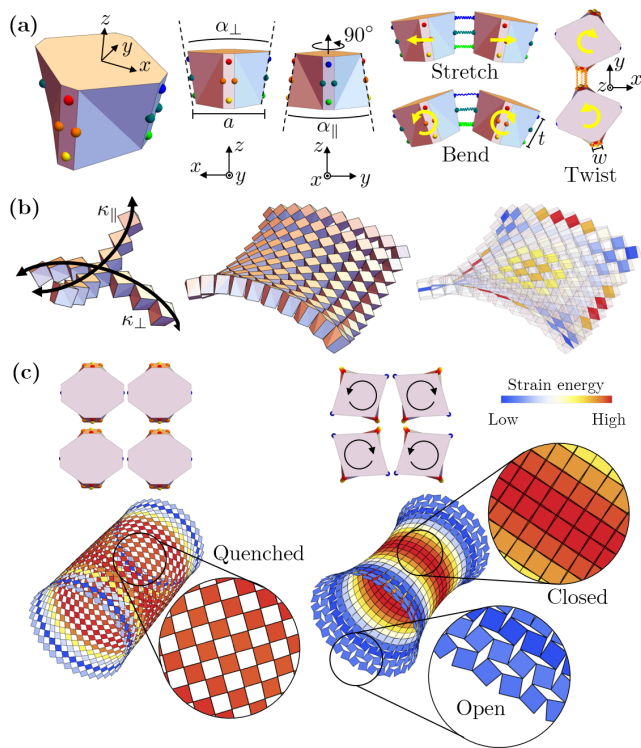 (a)
z
y
x
α⊥
a
z
x
y
90°
α∥
z
x
y
Stretch
Bend
t
y
z
x
w
Twist
(b)
κ∥
κ⊥
(c)
Strain energy
Low
High
Quenched
Closed
Open